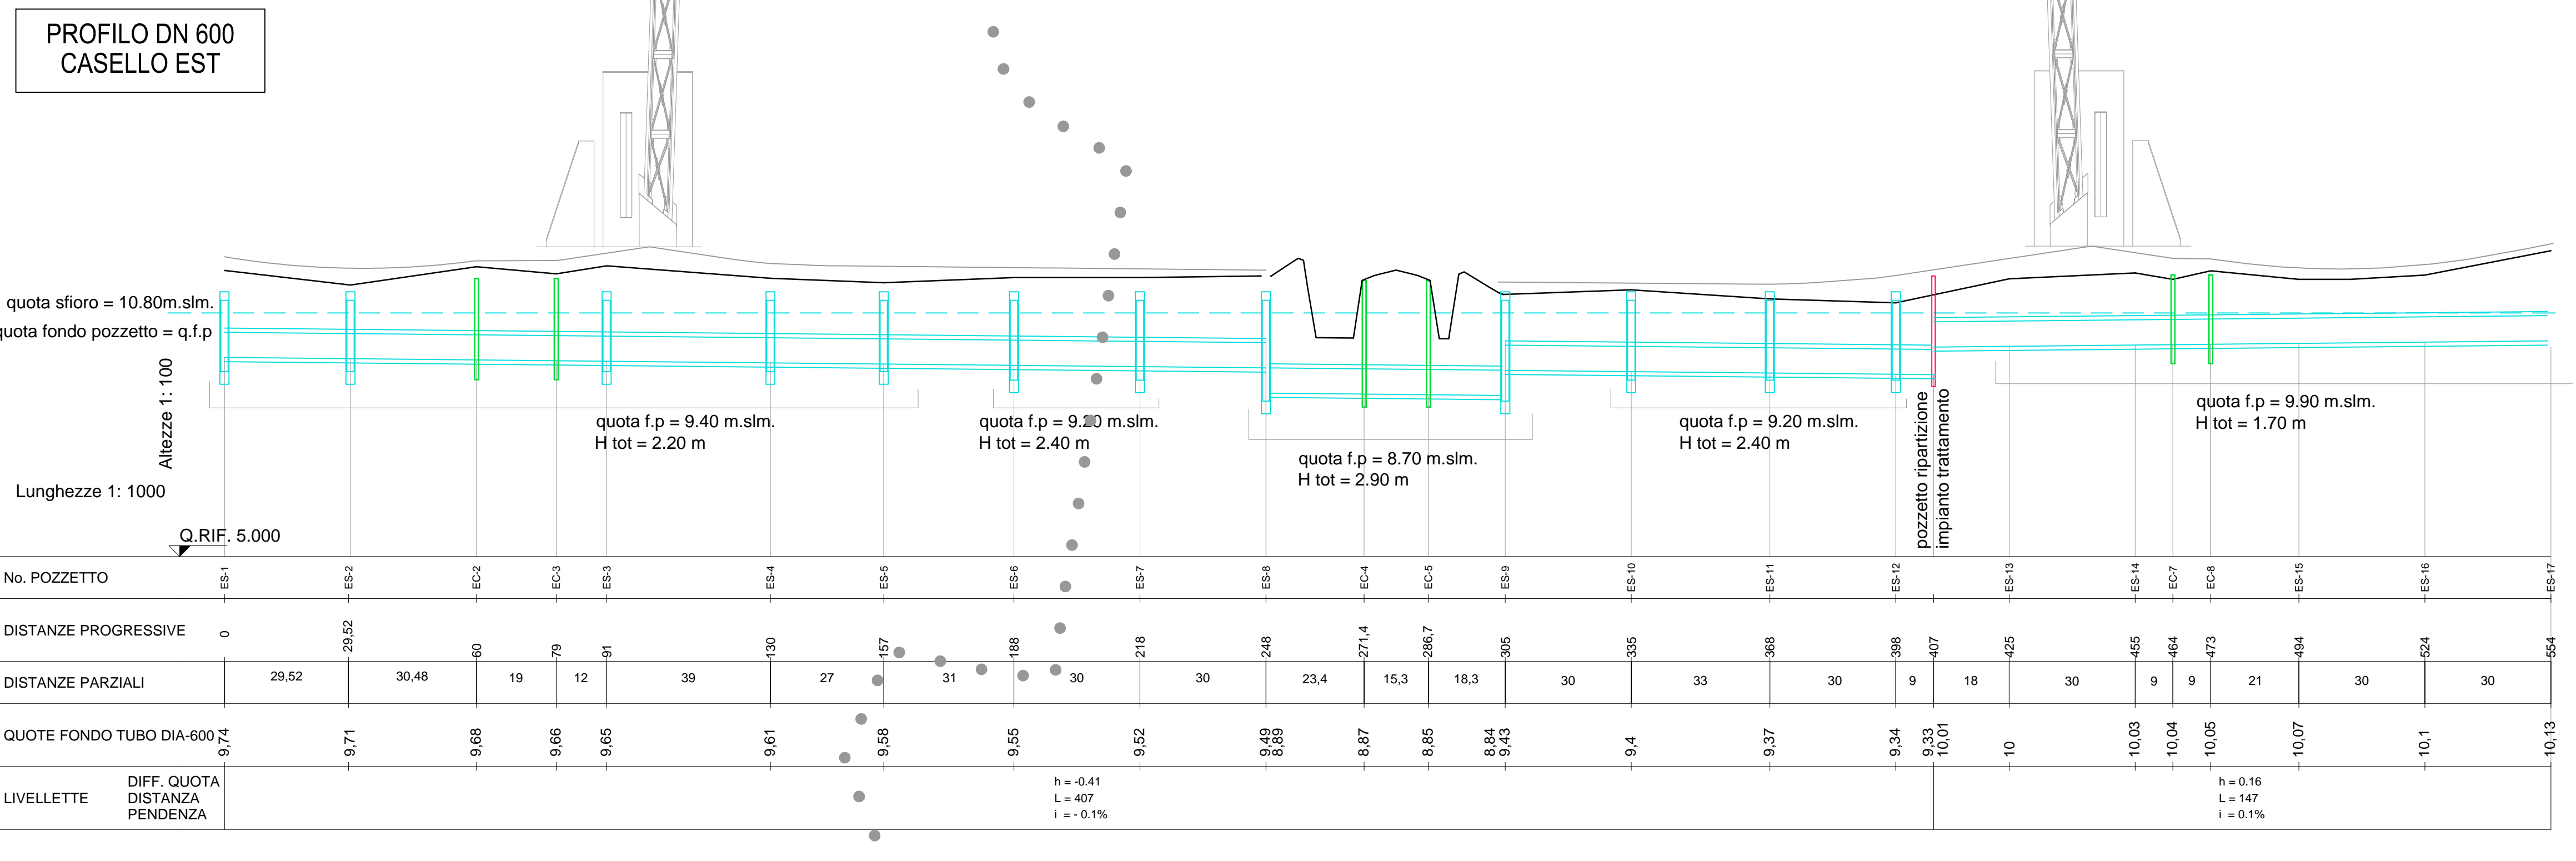 PROFILO DN 600
CASELLO EST
quota sfioro = 10.80m.slm.
quota fondo pozzetto = q.f.p
Altezze 1: 100
Lunghezze 1: 1000
Q.RIF. 5.000
quota f.p = 9.40 m.slm.
H tot = 2.20 m
quota f.p = 9.20 m.slm.
H tot = 2.40 m
quota f.p = 8.70 m.slm.
H tot = 2.90 m
quota f.p = 9.20 m.slm.
H tot = 2.40 m
pozzetto ripartizione
impianto trattamento
quota f.p = 9.90 m.slm.
H tot = 1.70 m
No. POZZETTO ES-1 ES-2 EC-2 EC-3 ES-3 ES-4 ES-5 ES-6 ES-7 ES-8 EC-4 EC-5 ES-9 ES-10 ES-11 ES-12 ES-13 ES-14 EC-7 EC-8 ES-15 ES-16 ES-17
DISTANZE PROGRESSIVE 0 29,52 60 79 91 130 157 188 218 248 271,4 286,7 305 335 368 398 407 425 455 464 473 494 524 554
DISTANZE PARZIALI 29,52 30,48 19 12 39 27 31 30 30 23,4 15,3 18,3 30 33 30 9 18 30 9 9 21 30 30
QUOTE FONDO TUBO DIA-600 9,74 9,71 9,68 9,66 9,65 9,61 9,58 9,55 9,52 9,49 8,89 8,87 8,85 8,84 9,43 9,4 9,37 9,34 9,33 10,01 10 10,03 10,04 10,05 10,07 10,1 10,13
LIVELLETTE
DIFF. QUOTA h = -0.41 h = 0.16
DISTANZA L = 407 L = 147
PENDENZA i = - 0.1% i = 0.1%